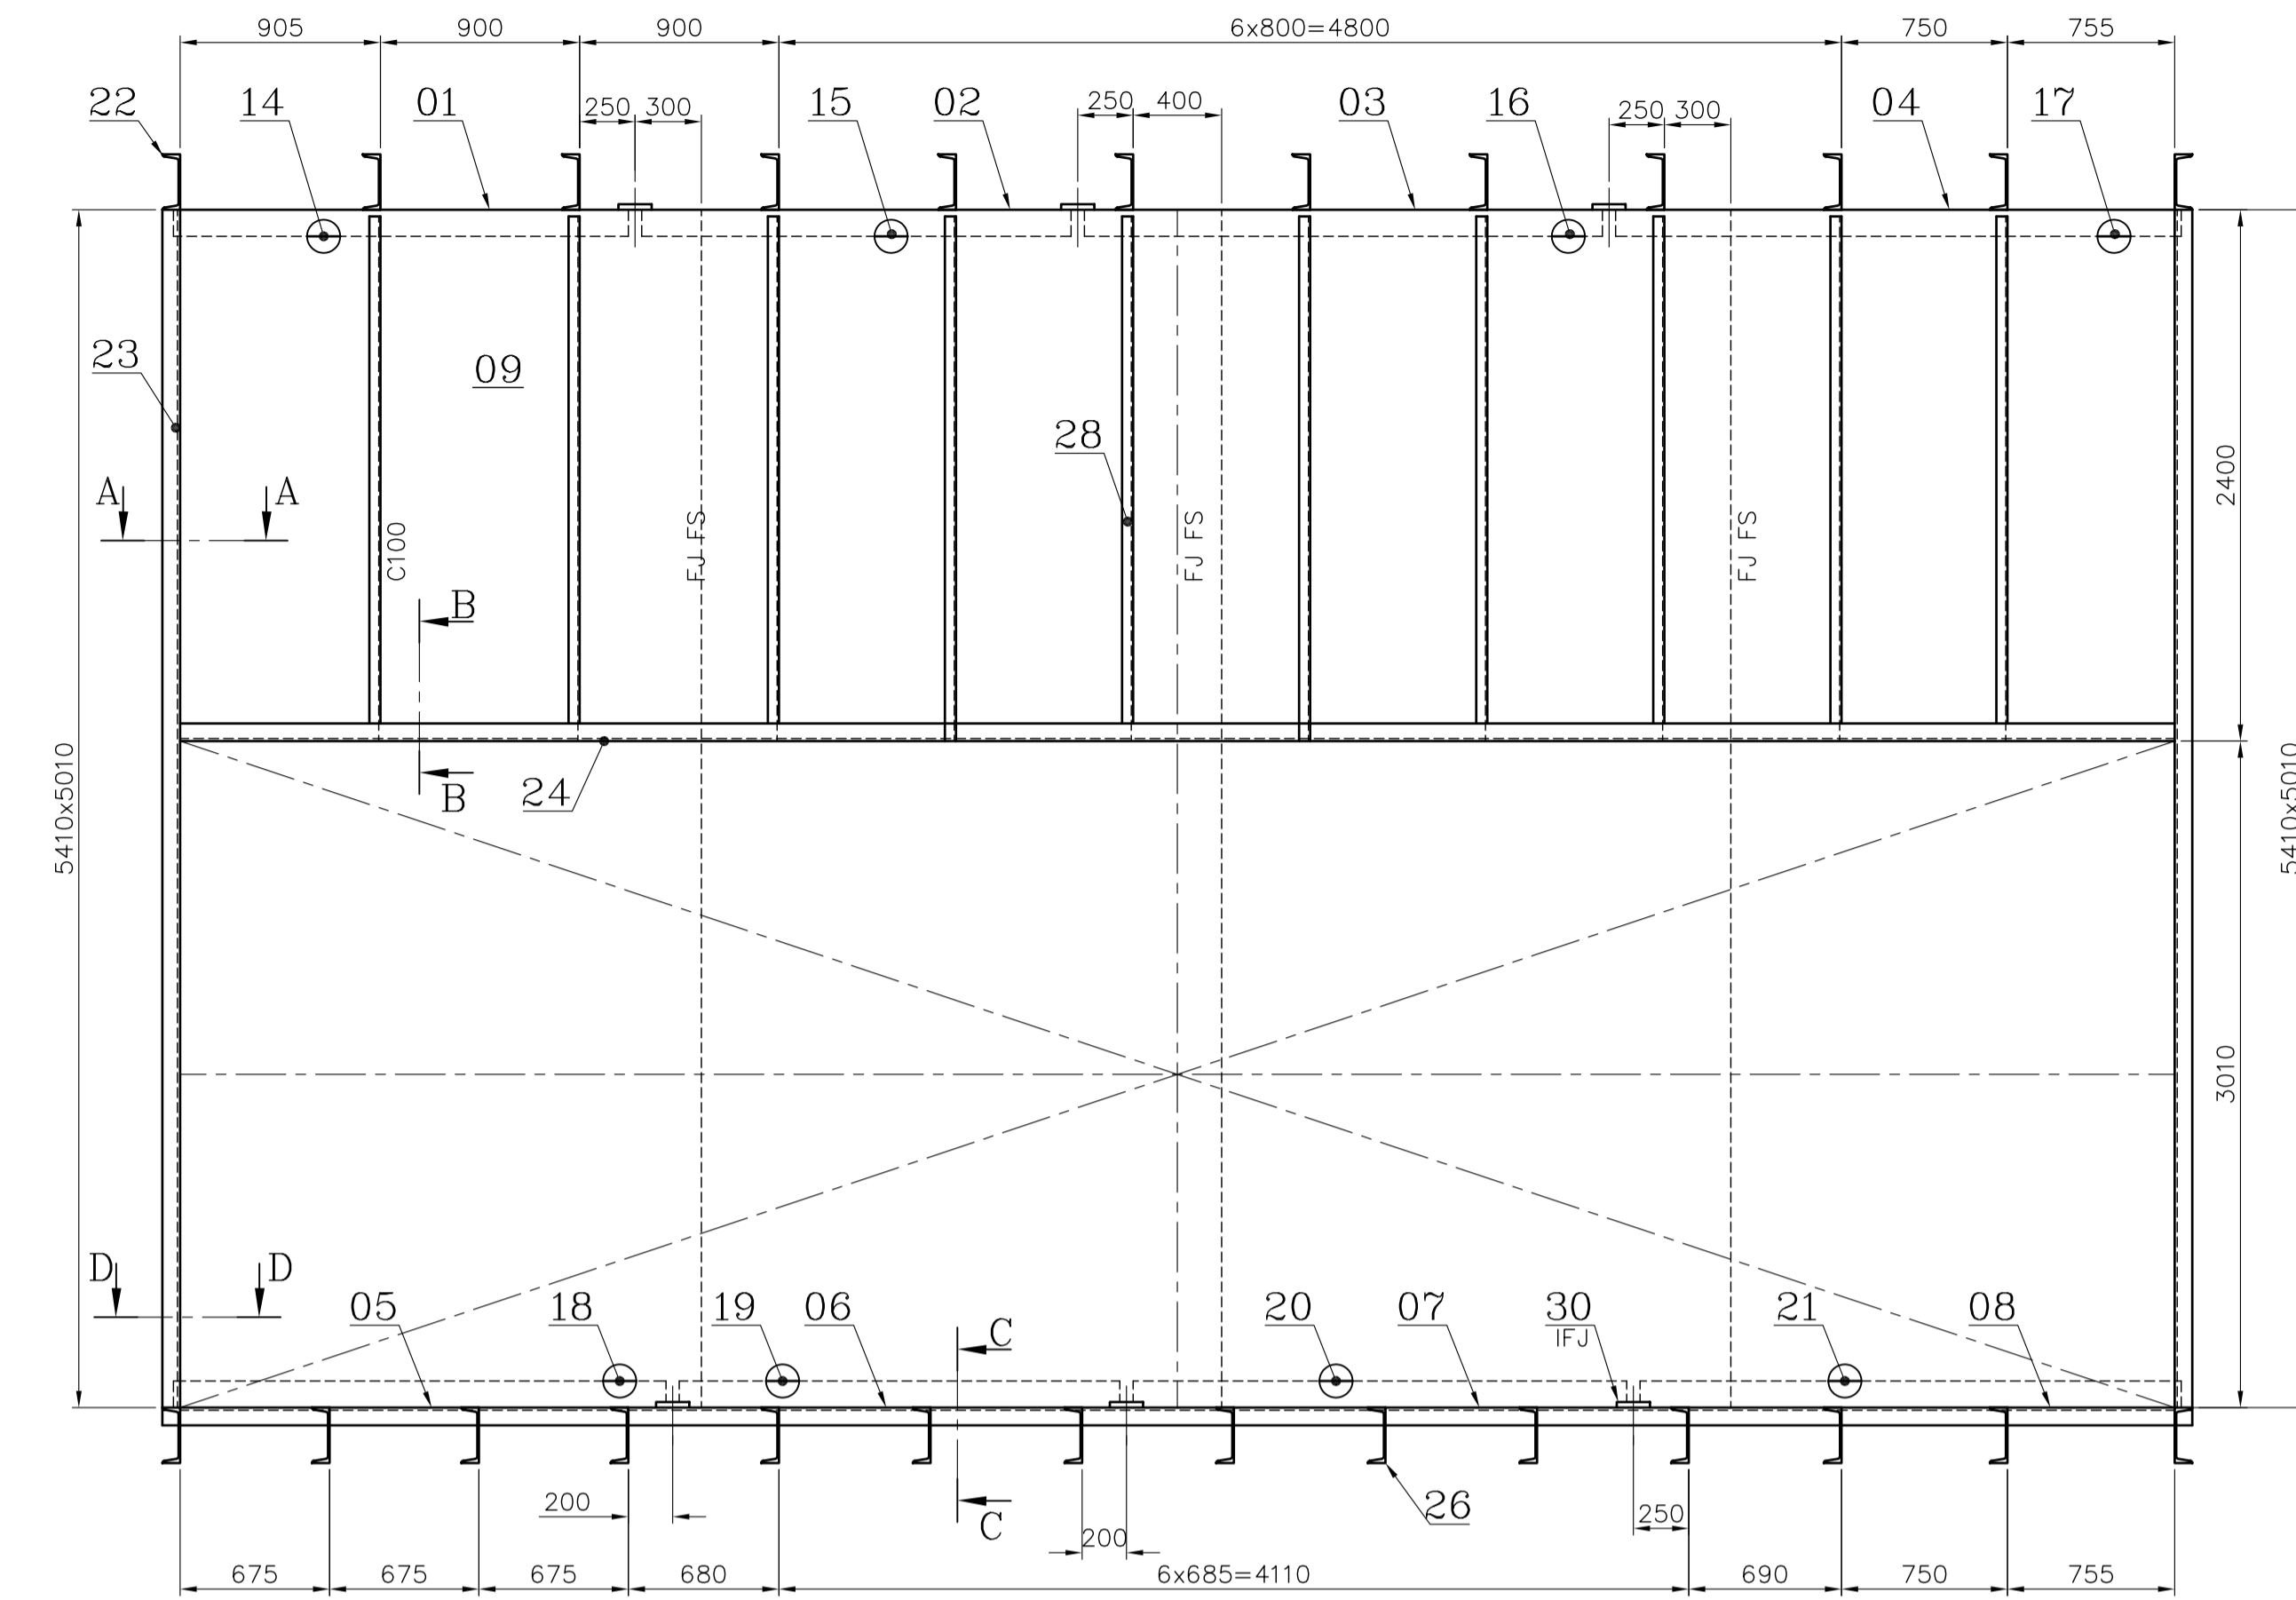 905 900 900 6x800=4800 750 755
250 300 250 400 250 300
22 14 01 15 02 03 16 04 17
23
09
28
2400
A A
C100 FJ FS FJ FS FJ FS
B
B
24
5410x5010 5410x5010
3010
D D
05 18 19 06 C 20 07 30 21 08
IFJ
26
C
200 200 250
675 675 675 680 6x685=4110 690 750 755